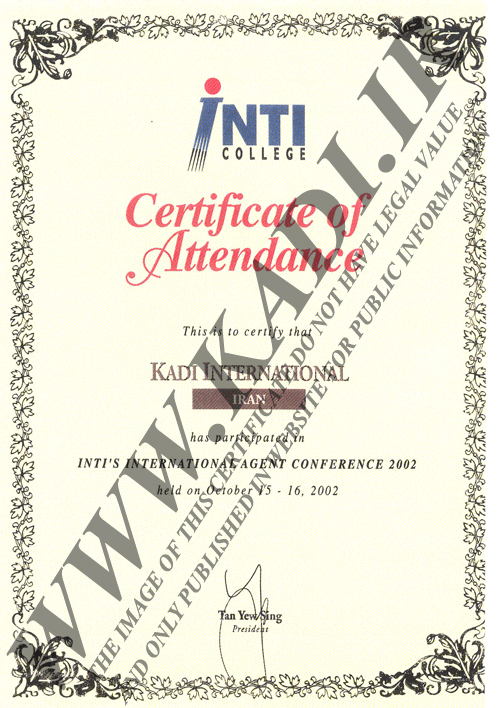 iNTI
COLLEGE
Certificate of
Attendance
This is to certify that
KADI INTERNATIONAL
IRAN
has participated in
INTI'S INTERNATIONAL AGENT CONFERENCE 2002
held on October 15 - 16, 2002
Tan Yew Sing
President
WWW.KADI.IR
THE IMAGE OF THIS CERTIFICATE DO NOT HAVE LEGAL VALUE
AND ONLY PUBLISHED IN WEBSITE FOR PUBLIC INFORMATION